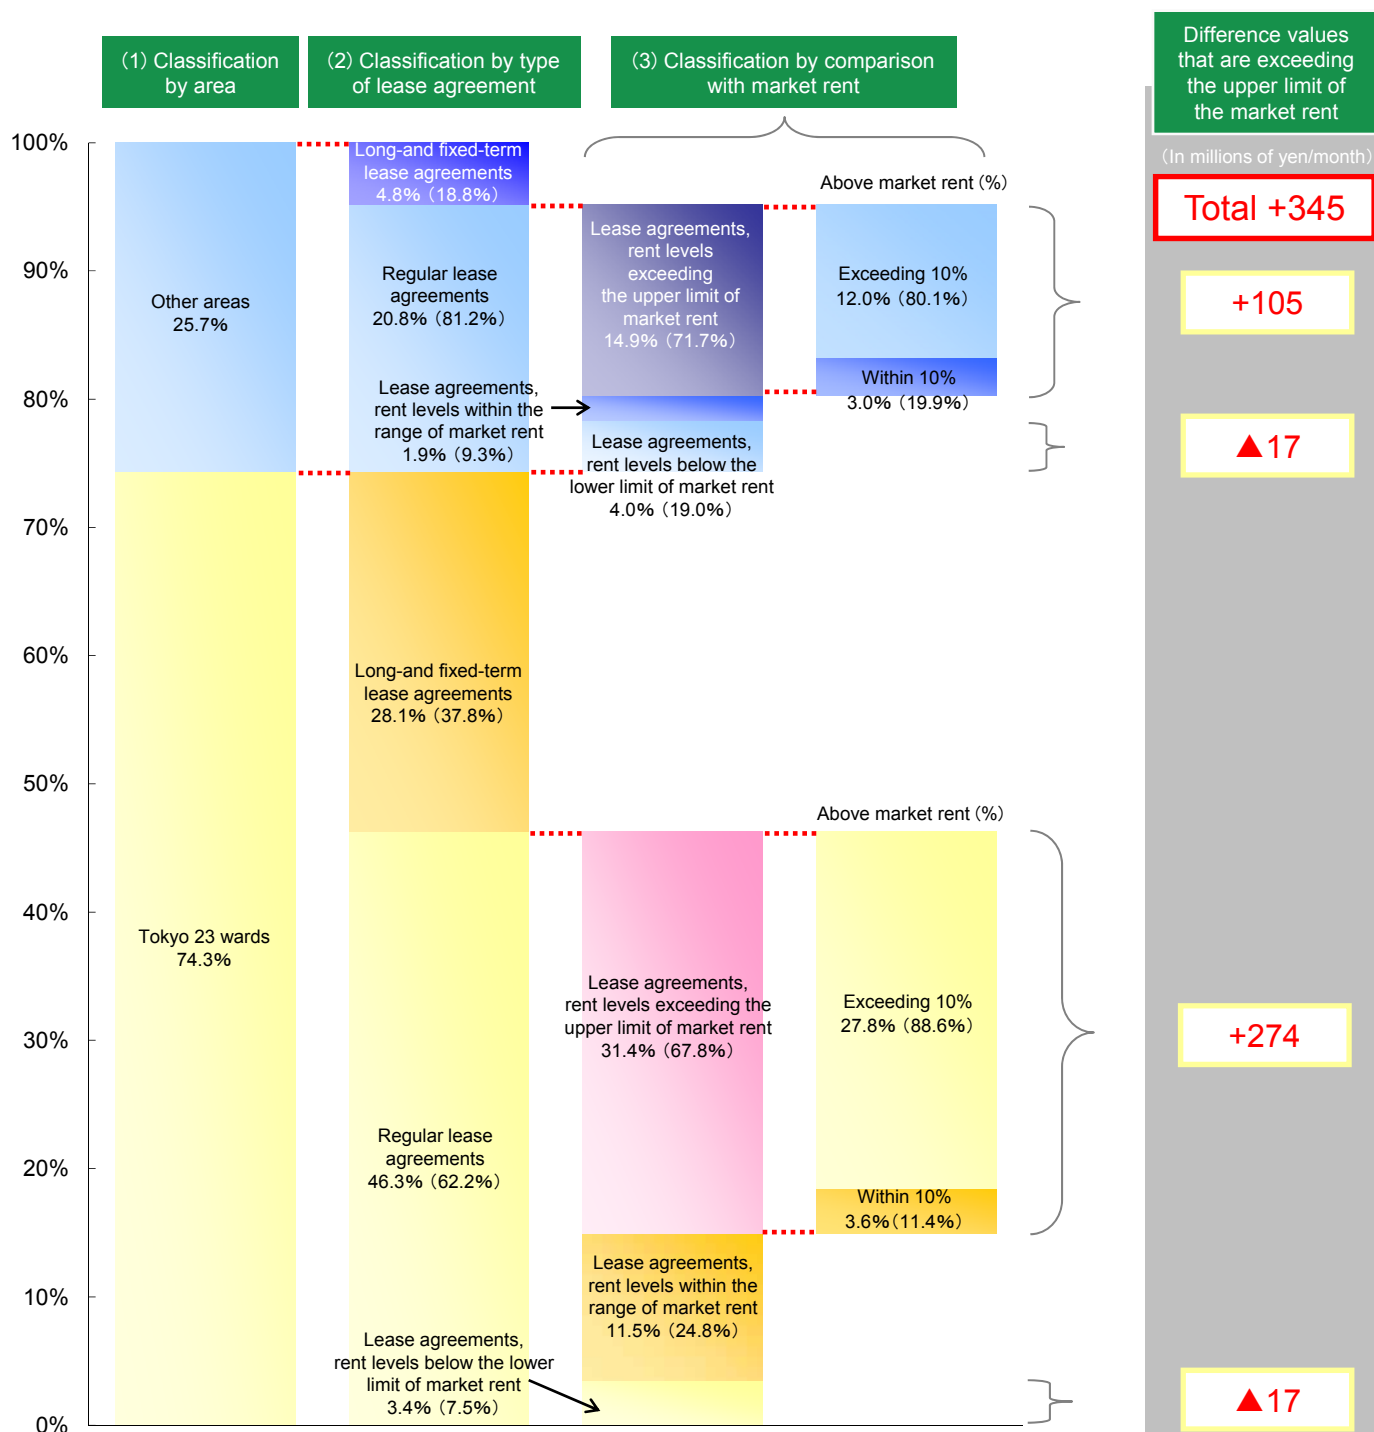 (1) Classification
by area
(2) Classification by type
of lease agreement
(3) Classification by comparison
with market rent
Difference values
that are exceeding
the upper limit of
the market rent
(In millions of yen/month)
Total +345
+105
▲17
+274
▲17
100%
90%
80%
70%
60%
50%
40%
30%
20%
10%
0%
Other areas
25.7%
Tokyo 23 wards
74.3%
Long-and fixed-term
lease agreements
4.8% (18.8%)
Regular lease
agreements
20.8% (81.2%)
Lease agreements,
rent levels within the
range of market rent
1.9% (9.3%)
Long-and fixed-term
lease agreements
28.1% (37.8%)
Regular lease
agreements
46.3% (62.2%)
Lease agreements,
rent levels below the lower
limit of market rent
3.4% (7.5%)
Lease agreements,
rent levels
exceeding
the upper limit of
market rent
14.9% (71.7%)
Lease agreements,
rent levels below the
lower limit of market rent
4.0% (19.0%)
Lease agreements,
rent levels exceeding the
upper limit of market rent
31.4% (67.8%)
Lease agreements,
rent levels within the
range of market rent
11.5% (24.8%)
Above market rent (%)
Exceeding 10%
12.0% (80.1%)
Within 10%
3.0% (19.9%)
Above market rent (%)
Exceeding 10%
27.8% (88.6%)
Within 10%
3.6% (11.4%)